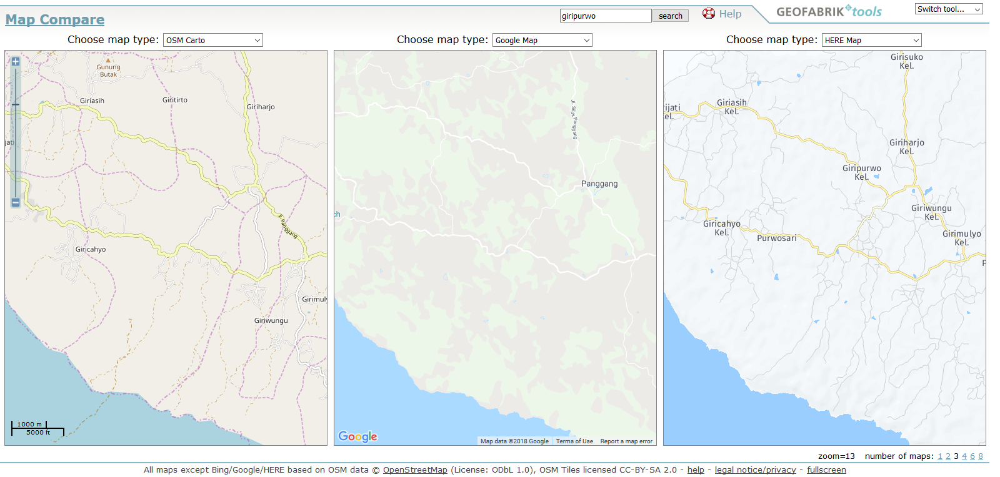 Map Compare
giripurwo
search
Help
GEOFABRIK tools
Switch tool...
Choose map type:
OSM Carto
Choose map type:
Google Map
Choose map type:
HERE Map
Gunung
Butak
Giriasih
Giritirto
Giriharjo
jati
Jl. Panggang
Giricahyo
Girimuly
Giriwungu
1000 m
5000 ft
Panggang
ch
Google
Map data ©2018 Google
Terms of Use
Report a map error
Girisuko
Kel.
Giriasih
Kel.
rijati
Kel.
Giriharjo
Kel.
Giripurwo
Kel.
Giriwungu
Kel.
Giricahyo
Kel.
Purwosari
Girimulyo
Kel.
P
zoom=13
number of maps: 1 2 3 4 6 8
All maps except Bing/Google/HERE based on OSM data © OpenStreetMap (License: ODbL 1.0), OSM Tiles licensed CC-BY-SA 2.0 - help - legal notice/privacy - fullscreen